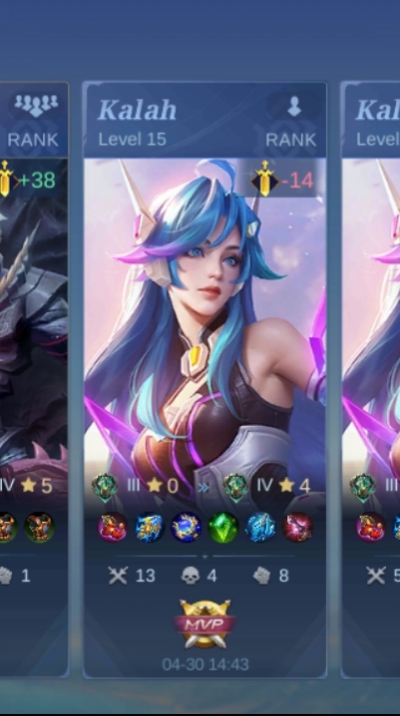 RANK
+38
IV 5
1
Kalah
Level 15
RANK
-14
III 0 » IV 4
13 4 8
MVP
04-30 14:43
Kal
Level
III
5